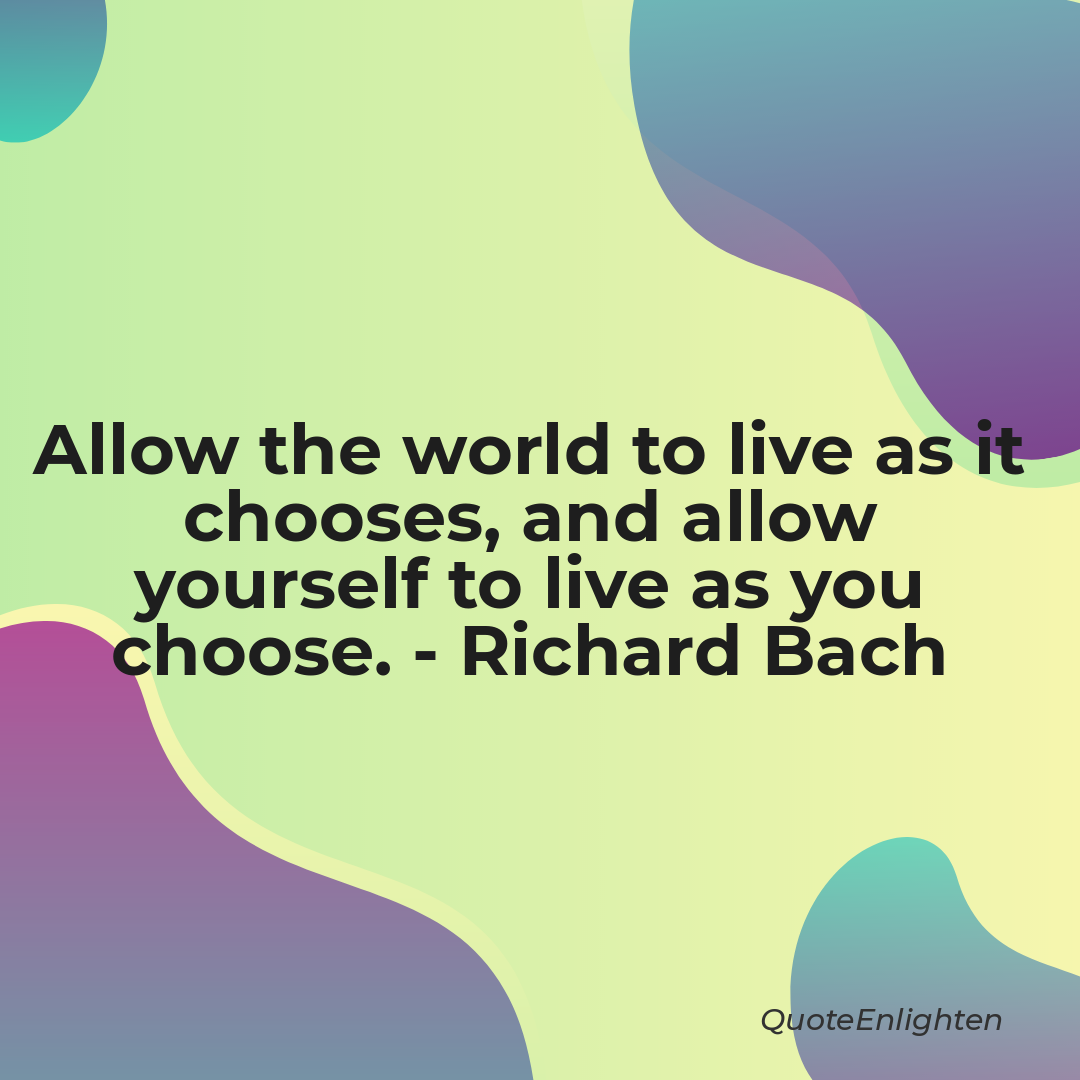 Allow the world to live as it
chooses, and allow
yourself to live as you
choose. - Richard Bach
QuoteEnlighten